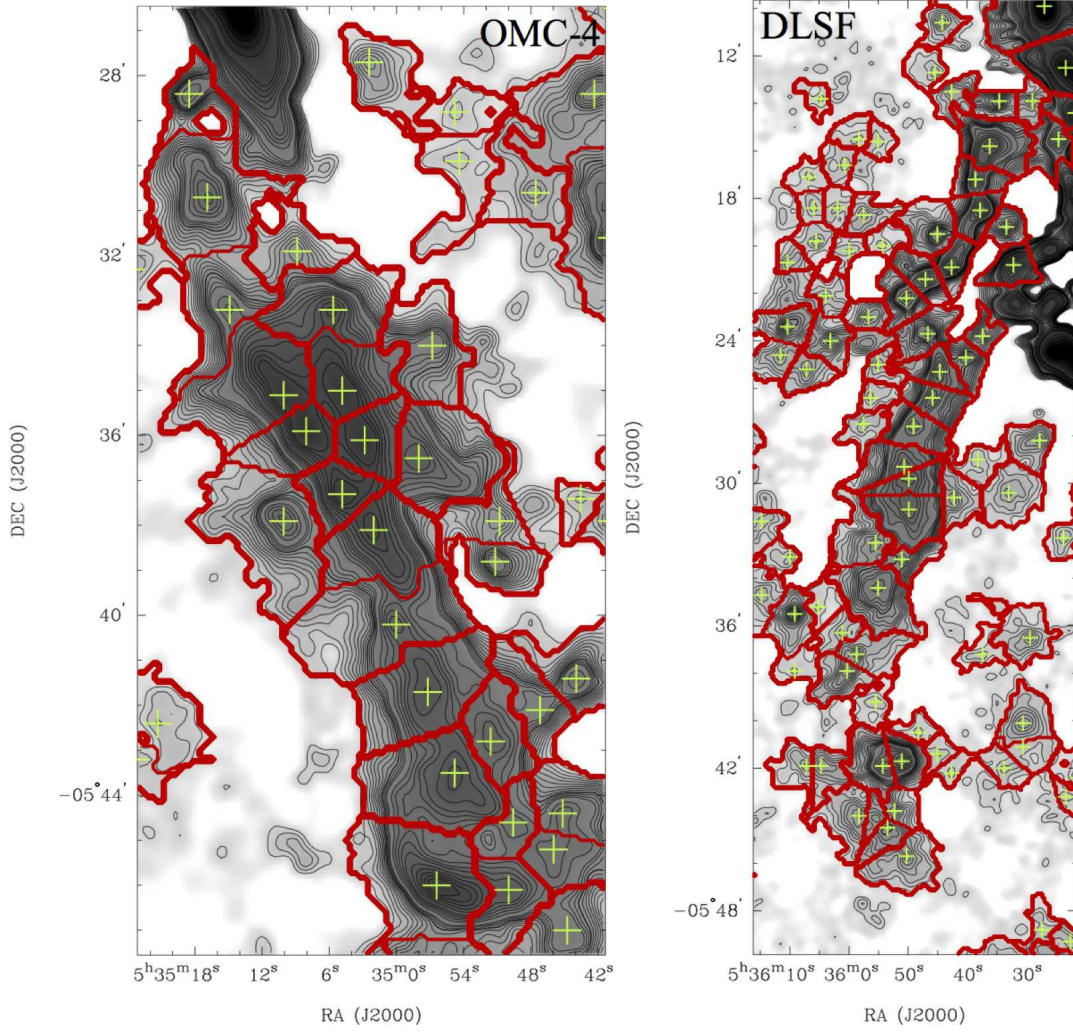 OMC-4
28′
32′
36′
40′
−05°44′
5ʰ35ᵐ18ˢ 12ˢ 6ˢ 35ᵐ0ˢ 54ˢ 48ˢ 42ˢ
RA (J2000)
DEC (J2000)
DLSF
12′
18′
24′
30′
36′
42′
−05°48′
5ʰ36ᵐ10ˢ 36ᵐ0ˢ 50ˢ 40ˢ 30ˢ
RA (J2000)
DEC (J2000)